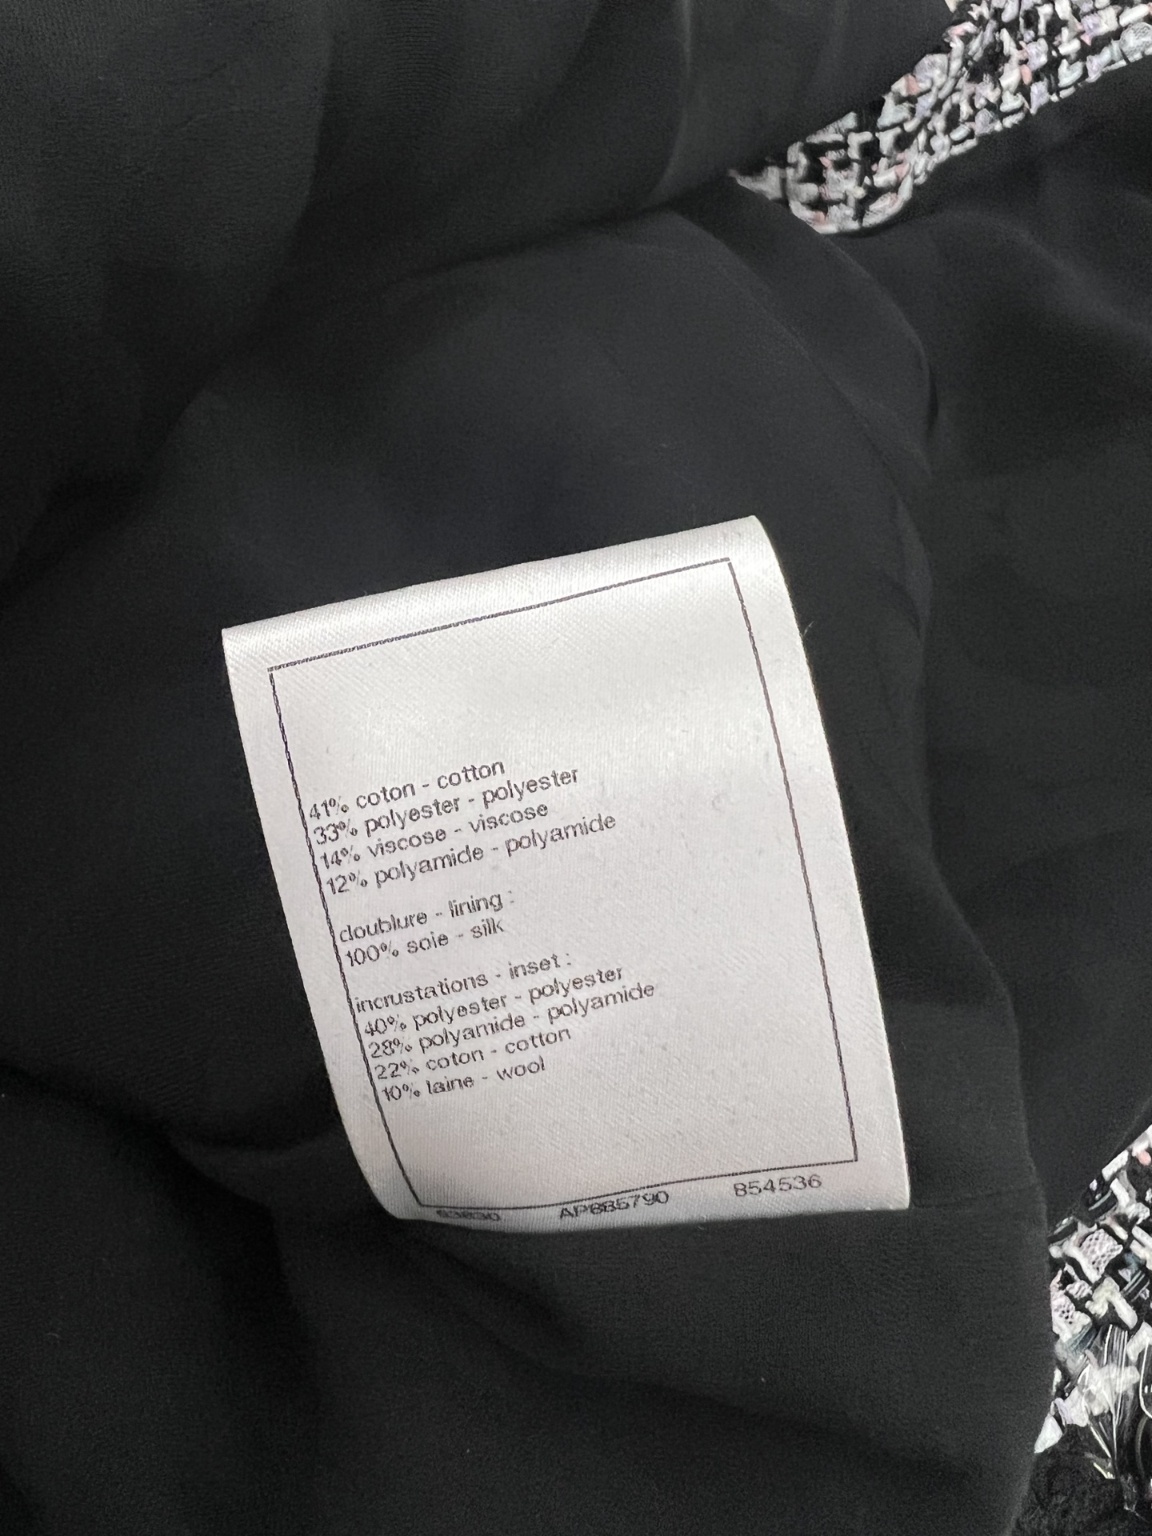 41% coton - cotton
33% polyester - polyester
14% viscose - viscose
12% polyamide - polyamide
doublure - lining :
100% soie - silk
incrustations - inset :
40% polyester - polyester
28% polyamide - polyamide
22% coton - cotton
10% laine - wool
854536